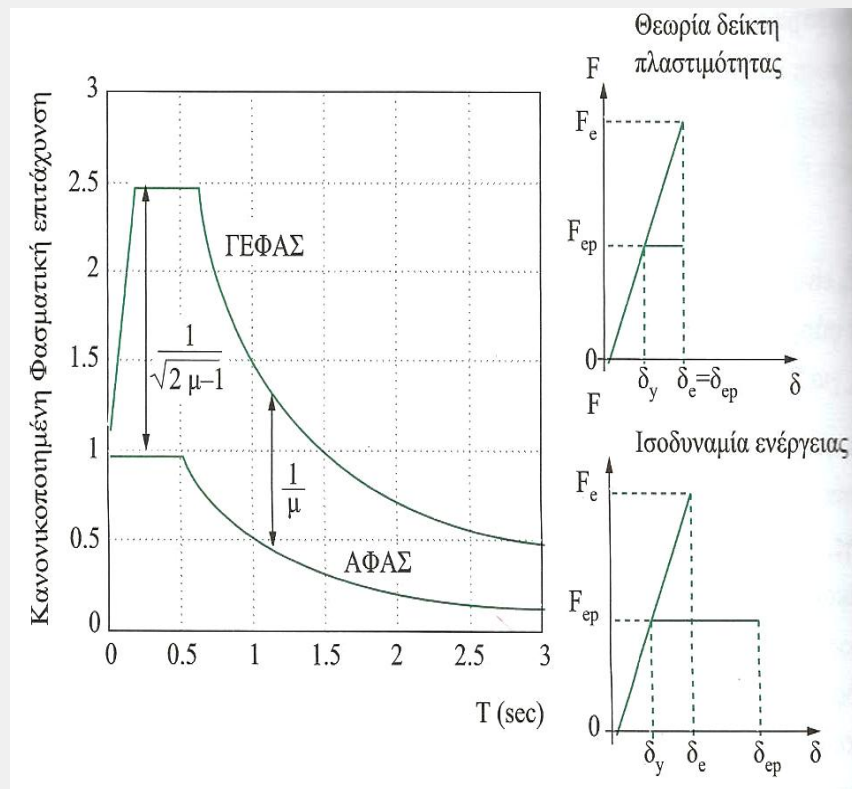 Κανονικοποιημένη Φασματική επιτάχυνση
3
2.5
2
1.5
1
0.5
0
0 0.5 1 1.5 2 2.5 3
T (sec)
ΓΕΦΑΣ
1
√2 μ–1
1
μ
ΑΦΑΣ
Θεωρία δείκτη
πλαστιμότητας
F
Fe
Fep
0
δy δe=δep δ
F
Ισοδυναμία ενέργειας
Fe
Fep
0
δy δe δep δ